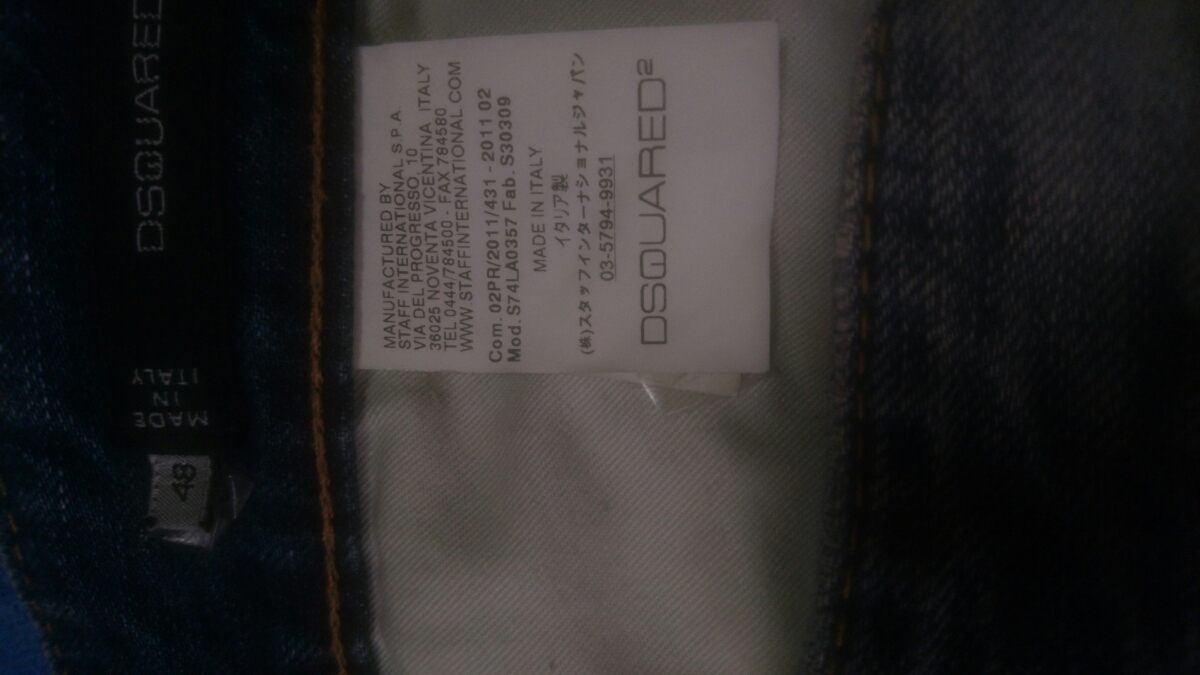 DSQUARED
MADE
IN
ITALY
48
MANUFACTURED BY
STAFF INTERNATIONAL S.P.A.
VIA DEL PROGRESSO, 10
36025 NOVENTA VICENTINA ITALY
TEL 0444/784500 - FAX 784580
WWW.STAFFINTERNATIONAL.COM
Com. 02PR/2011/431 - 2011 02
Mod. S74LA0357 Fab. S30309
MADE IN ITALY
イタリア製
(株)スタッフインターナショナルジャパン
03-5794-9931
DSQUARED2